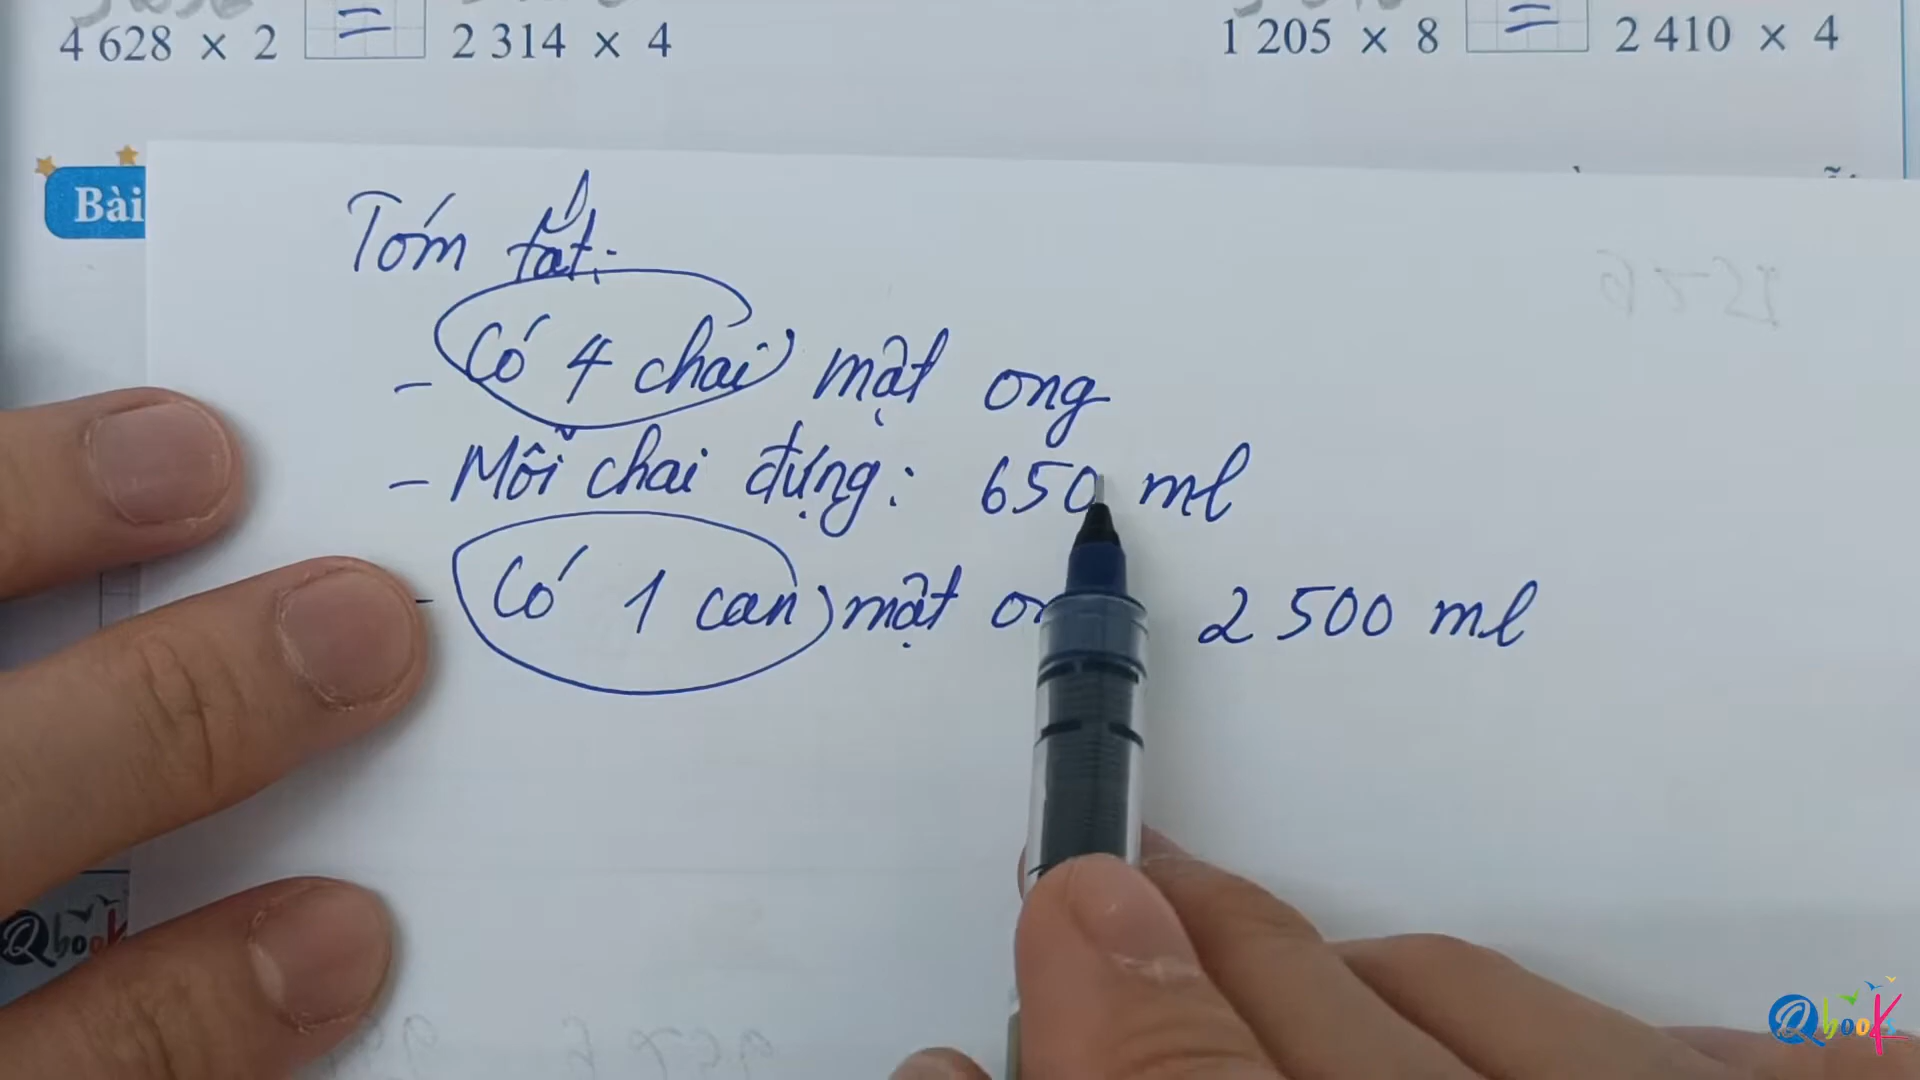 4 628 × 2 = 2 314 × 4
1 205 × 8 = 2 410 × 4
Bài
Tóm tắt:
- Có 4 chai mật ong
- Mỗi chai đựng: 650 ml
- Có 1 can mật 2 500 ml
Qbook
Qbook